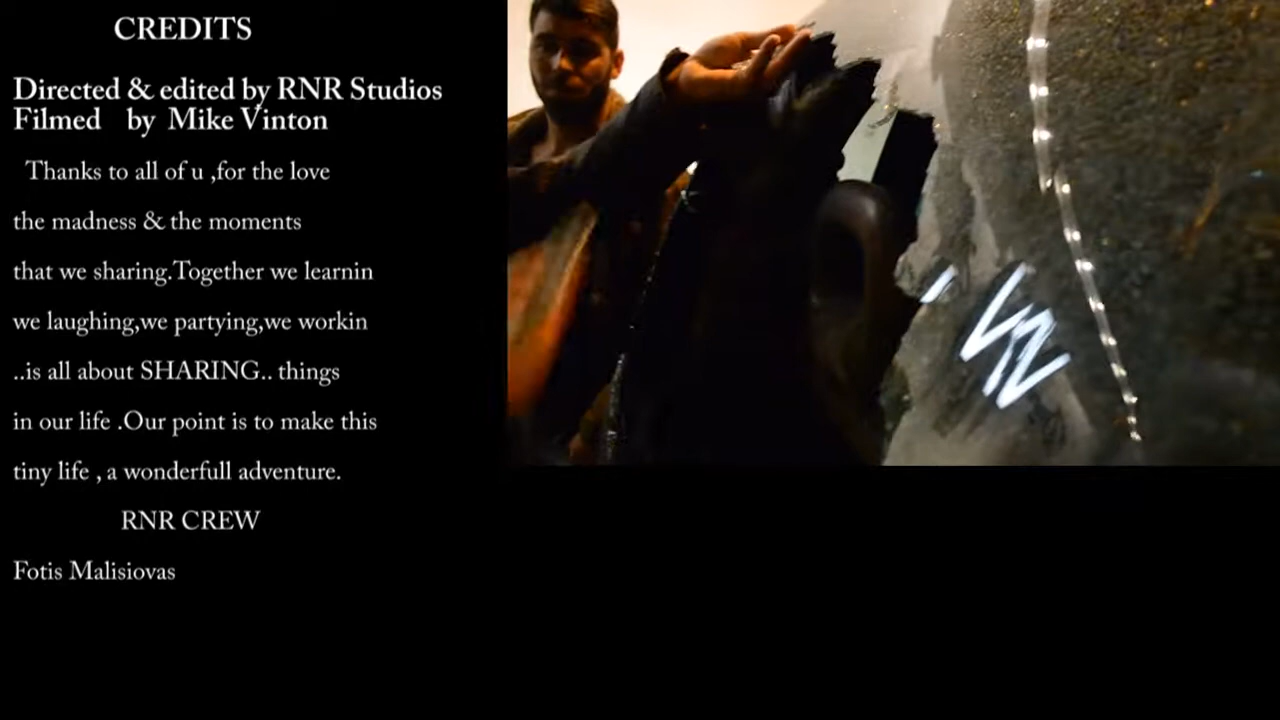 CREDITS
Directed & edited by RNR Studios
Filmed by Mike Vinton
Thanks to all of u ,for the love
the madness & the moments
that we sharing.Together we learnin
we laughing,we partying,we workin
..is all about SHARING.. things
in our life .Our point is to make this
tiny life , a wonderfull adventure.
RNR CREW
Fotis Malisiovas